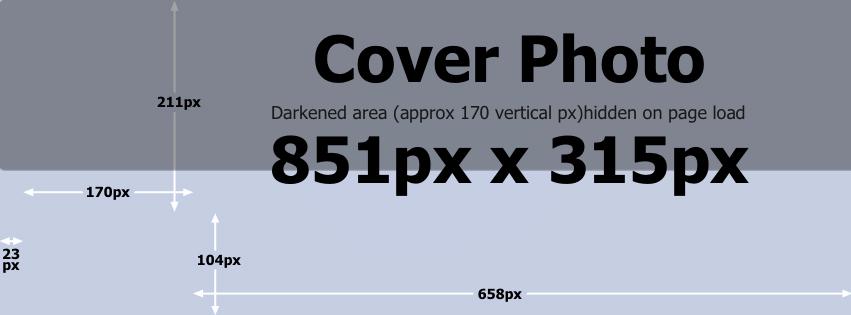 Cover Photo
211px
Darkened area (approx 170 vertical px)hidden on page load
851px x 315px
170px
23
px
104px
658px